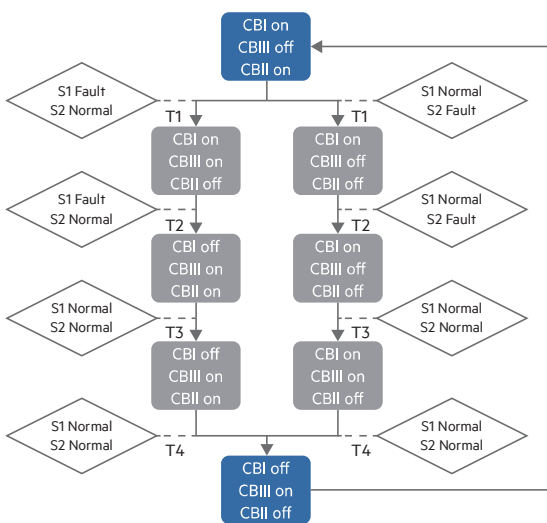 CBI on
CBIII off
CBII on
S1 Fault
S2 Normal
S1 Normal
S2 Fault
T1
T1
CBI on
CBIII on
CBII off
CBI on
CBIII off
CBII off
S1 Fault
S2 Normal
S1 Normal
S2 Fault
T2
T2
CBI off
CBIII on
CBII on
CBI on
CBIII off
CBII off
S1 Normal
S2 Normal
S1 Normal
S2 Normal
T3
T3
CBI off
CBIII on
CBII on
CBI on
CBIII on
CBII off
S1 Normal
S2 Normal
S1 Normal
S2 Normal
T4
T4
CBI off
CBIII on
CBII off